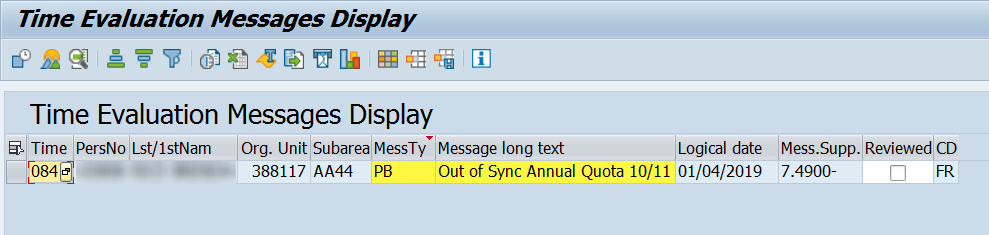 Time Evaluation Messages Display
Time Evaluation Messages Display
Time PersNo Lst/1stNam Org. Unit Subarea MessTy Message long text Logical date Mess.Supp. Reviewed CD
084 388117 AA44 PB Out of Sync Annual Quota 10/11 01/04/2019 7.4900- FR